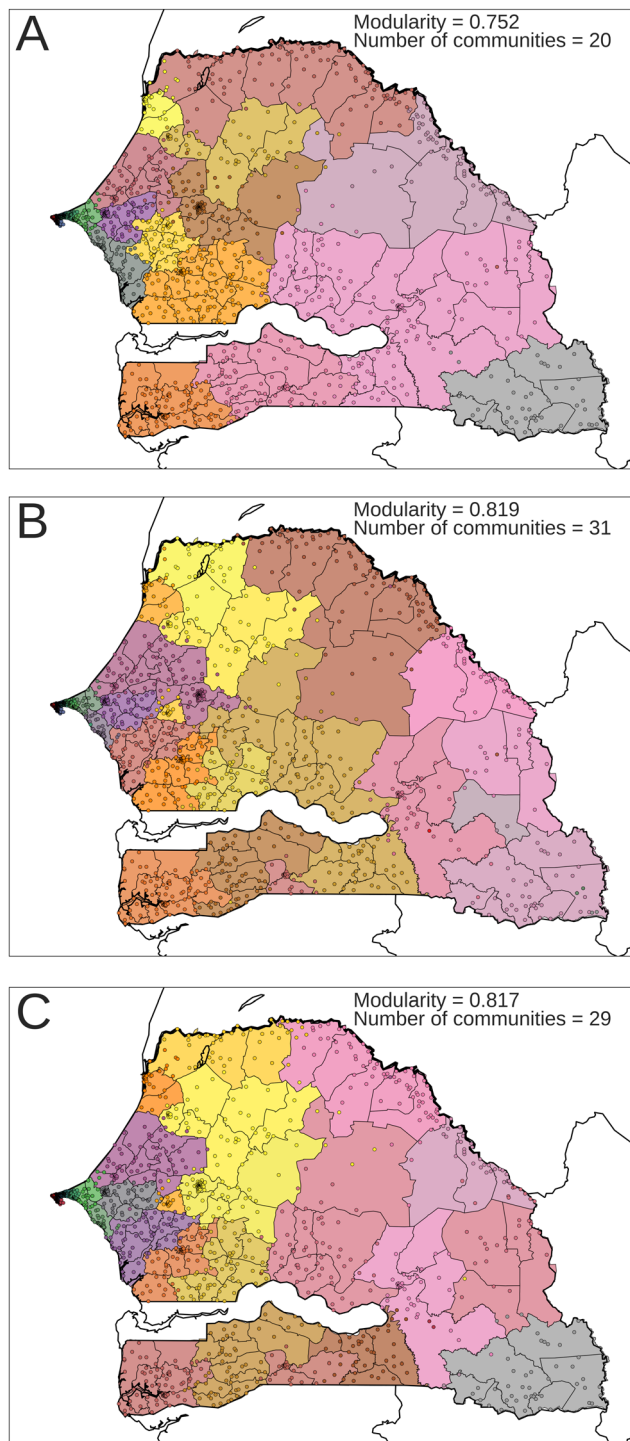 A
Modularity = 0.752
Number of communities = 20
B
Modularity = 0.819
Number of communities = 31
C
Modularity = 0.817
Number of communities = 29